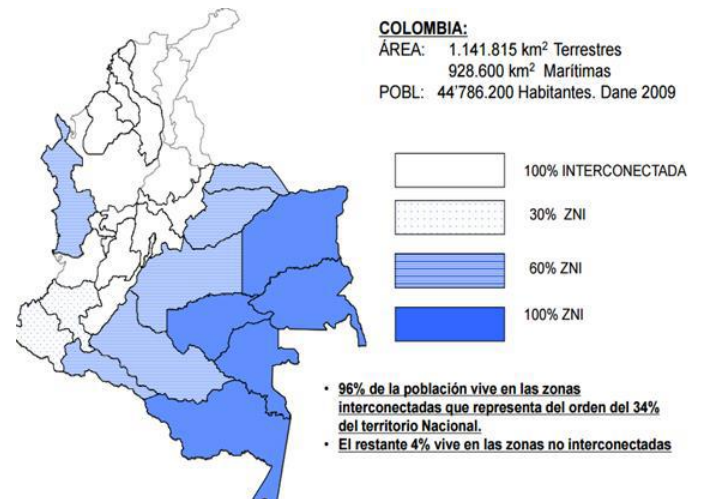 COLOMBIA:
ÁREA: 1.141.815 km² Terrestres
928.600 km² Marítimas
POBL: 44'786.200 Habitantes. Dane 2009
100% INTERCONECTADA
30% ZNI
60% ZNI
100% ZNI
• 96% de la población vive en las zonas
interconectadas que representa del orden del 34%
del territorio Nacional.
• El restante 4% vive en las zonas no interconectadas